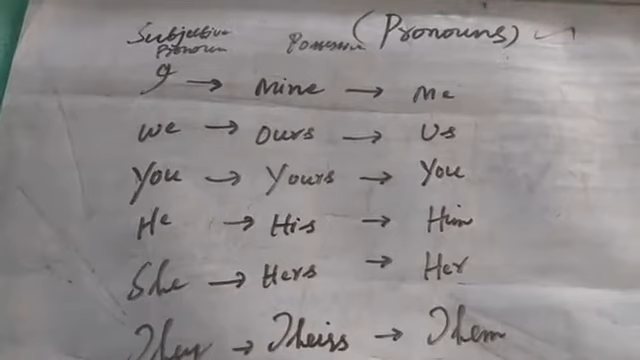 Subjective Possessive (Pronouns)
Pronoun
I → Mine → Me
We → Ours → Us
You → Yours → You
He → His → Him
She → Hers → Her
They → Theirs → Them